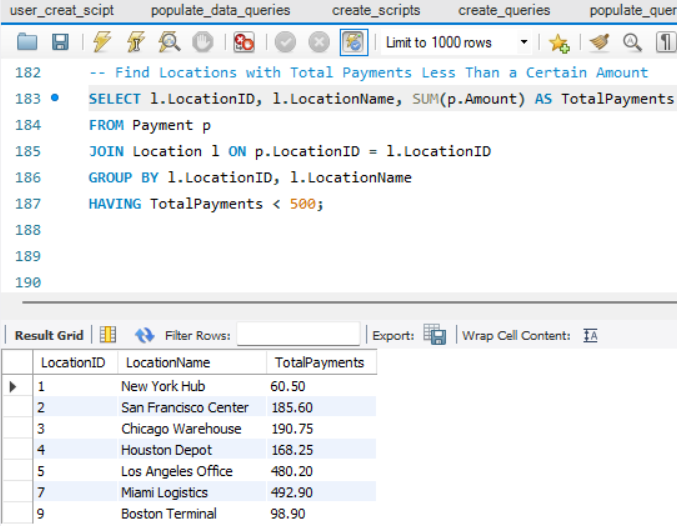 user_creat_scipt populate_data_queries create_scripts create_queries populate_quer
Limit to 1000 rows
182 -- Find Locations with Total Payments Less Than a Certain Amount
183 SELECT l.LocationID, l.LocationName, SUM(p.Amount) AS TotalPayments
184 FROM Payment p
185 JOIN Location l ON p.LocationID = l.LocationID
186 GROUP BY l.LocationID, l.LocationName
187 HAVING TotalPayments < 500;
188
189
190
Result Grid Filter Rows: Export: Wrap Cell Content: IA
LocationID LocationName TotalPayments
1 New York Hub 60.50
2 San Francisco Center 185.60
3 Chicago Warehouse 190.75
4 Houston Depot 168.25
5 Los Angeles Office 480.20
7 Miami Logistics 492.90
9 Boston Terminal 98.90